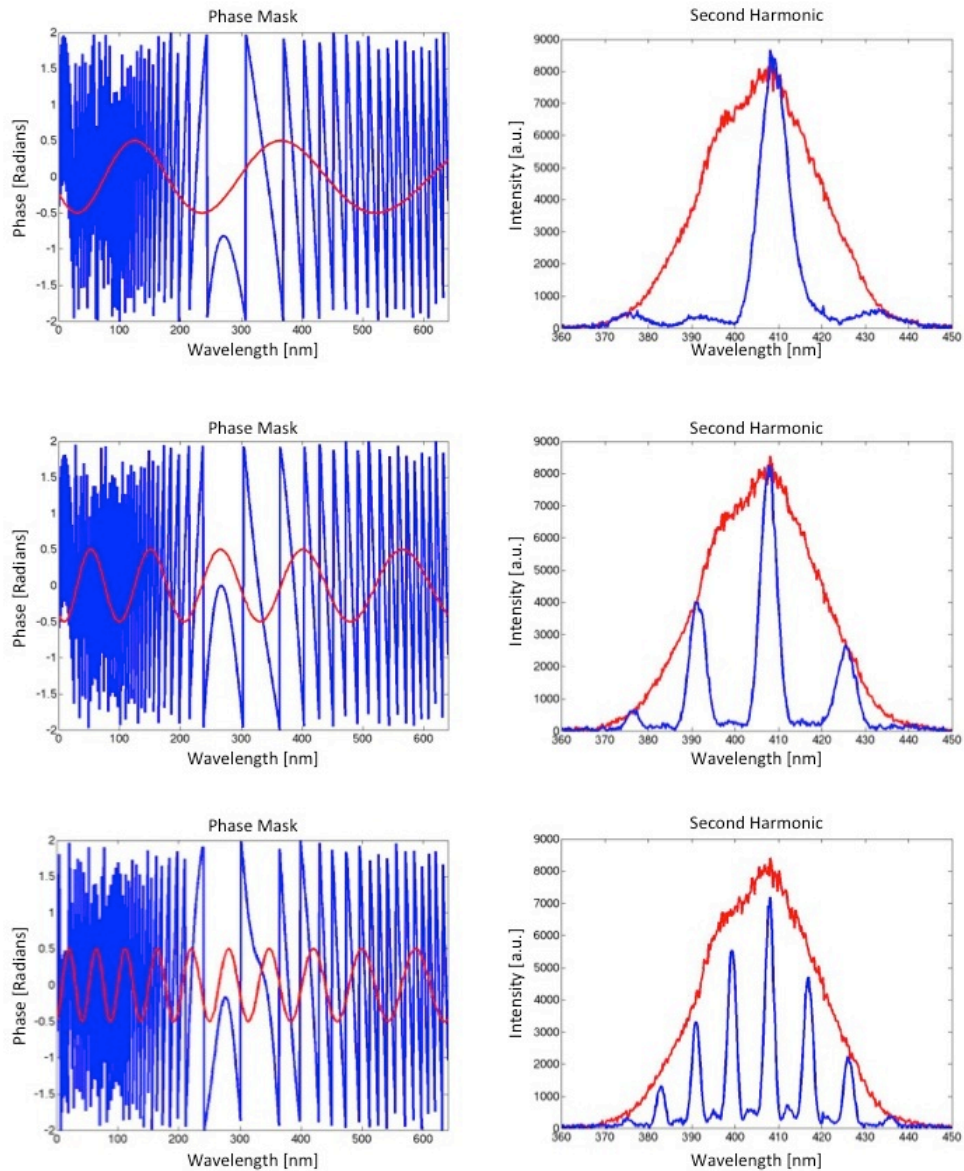 Phase Mask
Phase [Radians]
2
1.5
1
0.5
0
-0.5
-1
-1.5
-2
0 100 200 300 400 500 600
Wavelength [nm]
Second Harmonic
Intensity [a.u.]
9000
8000
7000
6000
5000
4000
3000
2000
1000
0
360 370 380 390 400 410 420 430 440 450
Wavelength [nm]
Phase Mask
Phase [Radians]
2
1.5
1
0.5
0
-0.5
-1
-1.5
-2
0 100 200 300 400 500 600
Wavelength [nm]
Second Harmonic
Intensity [a.u.]
9000
8000
7000
6000
5000
4000
3000
2000
1000
0
360 370 380 390 400 410 420 430 440 450
Wavelength [nm]
Phase Mask
Phase [Radians]
2
1.5
1
0.5
0
-0.5
-1
-1.5
-2
0 100 200 300 400 500 600
Wavelength [nm]
Second Harmonic
Intensity [a.u.]
9000
8000
7000
6000
5000
4000
3000
2000
1000
0
360 370 380 390 400 410 420 430 440 450
Wavelength [nm]